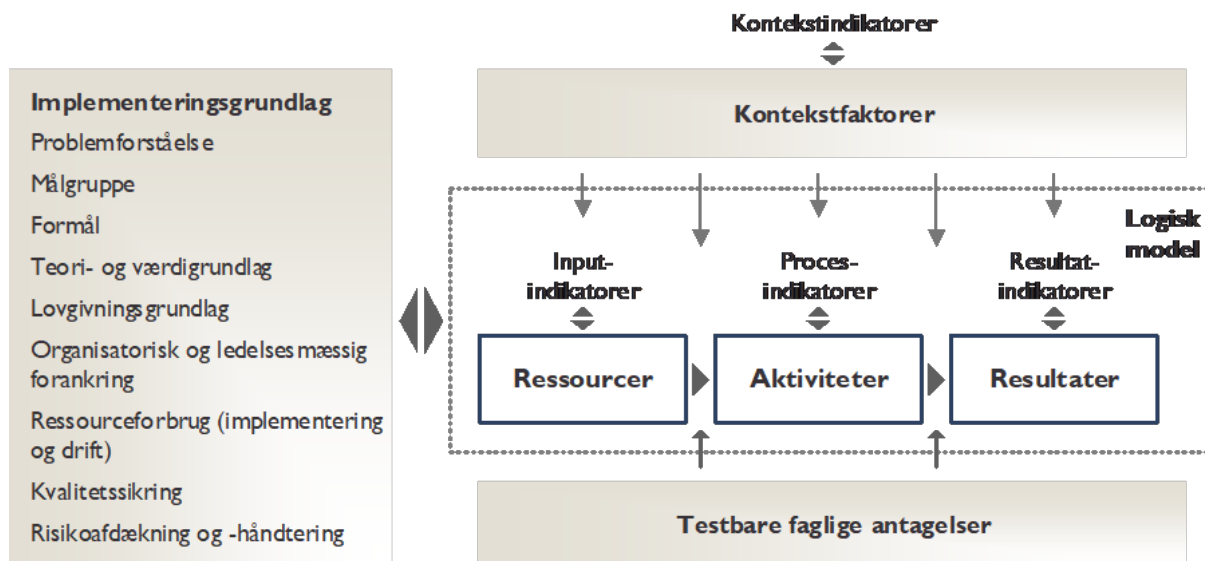 Implementeringsgrundlag
Problemforståelse
Målgruppe
Formål
Teori- og værdigrundlag
Lovgivningsgrundlag
Organisatorisk og ledelsesmæssig
forankring
Ressourceforbrug (implementering
og drift)
Kvalitetssikring
Risikoafdækning og -håndtering
Kontekstindikatorer
Kontekstfaktorer
Logisk
model
Input-
indikatorer
Proces-
indikatorer
Resultat-
indikatorer
Ressourcer
Aktiviteter
Resultater
Testbare faglige antagelser